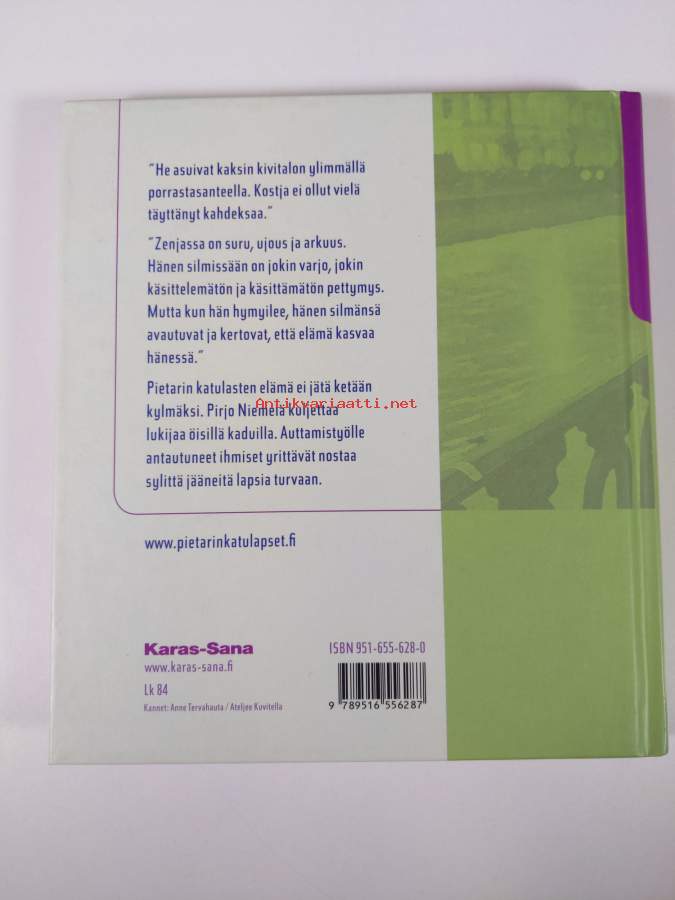 "He asuivat kaksin kivitalon ylimmällä
porrastasanteella. Kostja ei ollut vielä
täyttänyt kahdeksaa."
"Zenjassa on suru, ujous ja arkuus.
Hänen silmissään on jokin varjo, jokin
käsittelemätön ja käsittämätön pettymys.
Mutta kun hän hymyilee, hänen silmänsä
avautuvat ja kertovat, että elämä kasvaa
hänessä."
Pietarin katulasten elämä ei jätä ketään
kylmäksi. Pirjo Niemelä kuljettaa
Antikvariaatti.net
lukijaa öisillä kaduilla. Auttamistyölle
antautuneet ihmiset yrittävät nostaa
sylittä jääneitä lapsia turvaan.
www.pietarinkatulapset.fi
Karas-Sana
www.karas-sana.fi
Lk 84
Kannet: Anne Tervahauta / Ateljee Kuvitella
ISBN 951-655-628-0
9 789516 556287